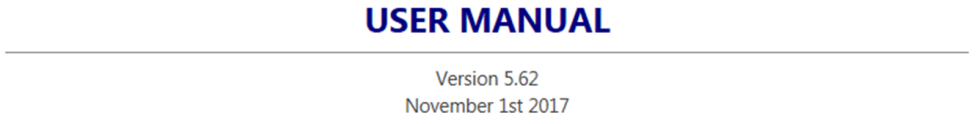 USER MANUAL
Version 5.62
November 1st 2017